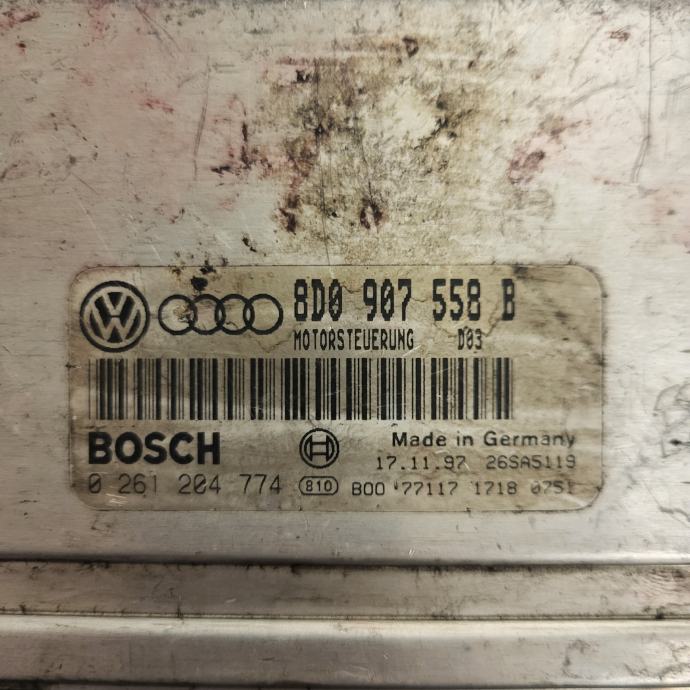 8D0 907 558 B
MOTORSTEUERUNG D03
BOSCH
Made in Germany
17.11.97 26SA5119
0 261 204 774 810 B00 '77117 1718 0751